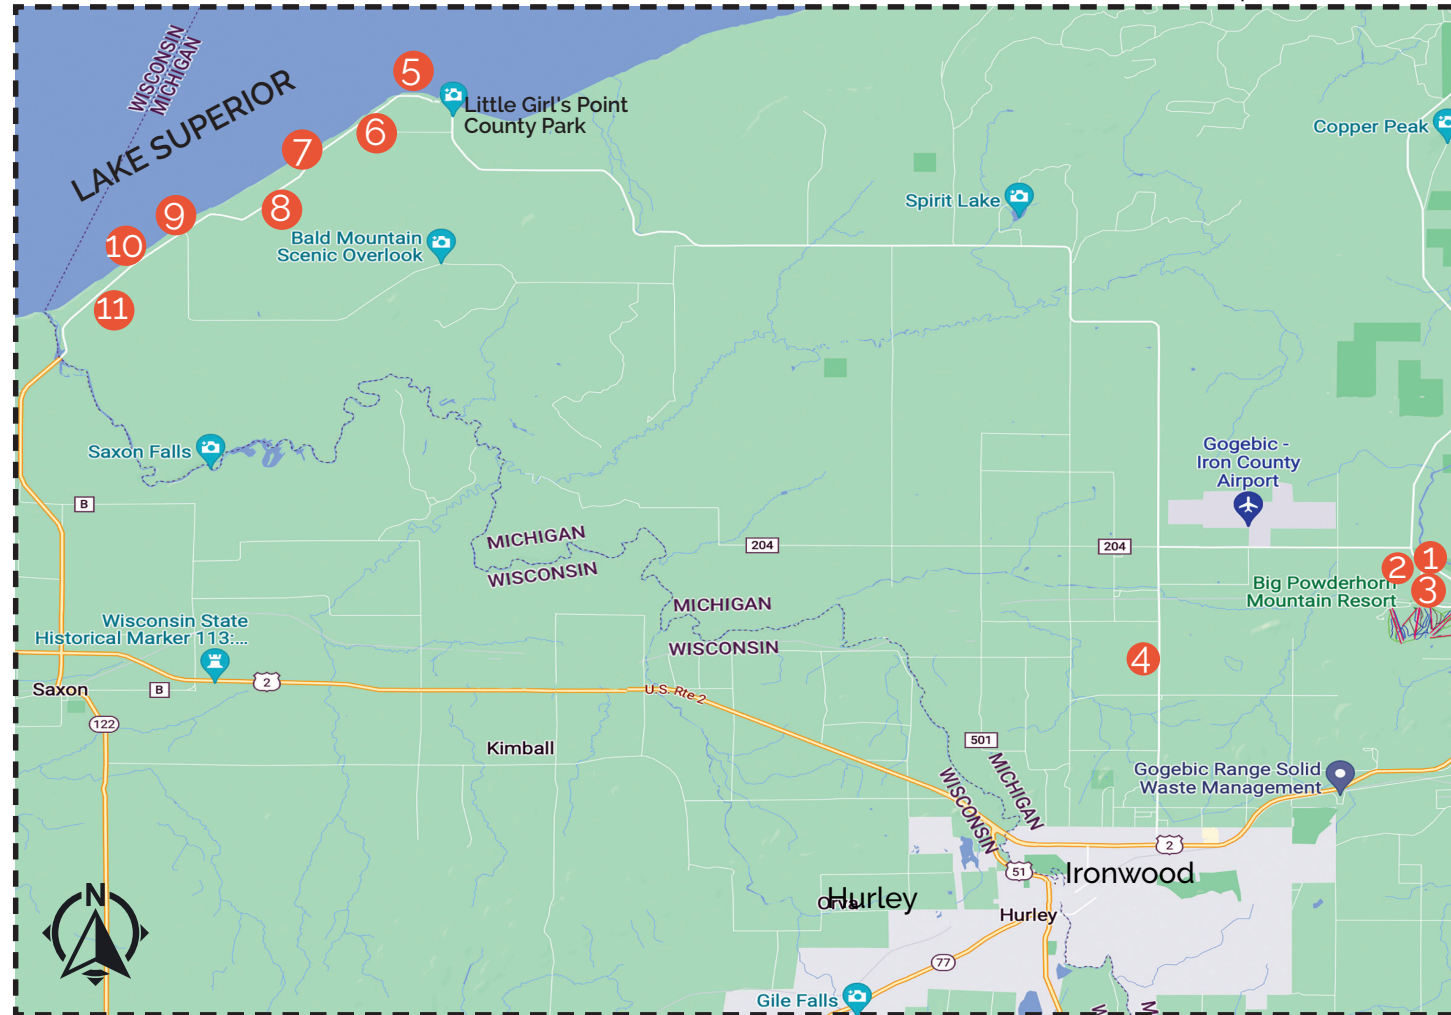 WISCONSIN
MICHIGAN
LAKE SUPERIOR
5
Little Girl's Point
County Park
6
7
8
9
10
11
Bald Mountain
Scenic Overlook
Spirit Lake
Copper Peak
Saxon Falls
B
MICHIGAN
WISCONSIN
204
204
Gogebic -
Iron County
Airport
2
1
3
Big Powderhorn
Mountain Resort
MICHIGAN
WISCONSIN
4
Wisconsin State
Historical Marker 113:...
Saxon
B
2
U.S. Rte 2
122
Kimball
501
MICHIGAN
WISCONSIN
Gogebic Range Solid
Waste Management
2
51
Ironwood
Hurley
Hurley
77
Gile Falls
N